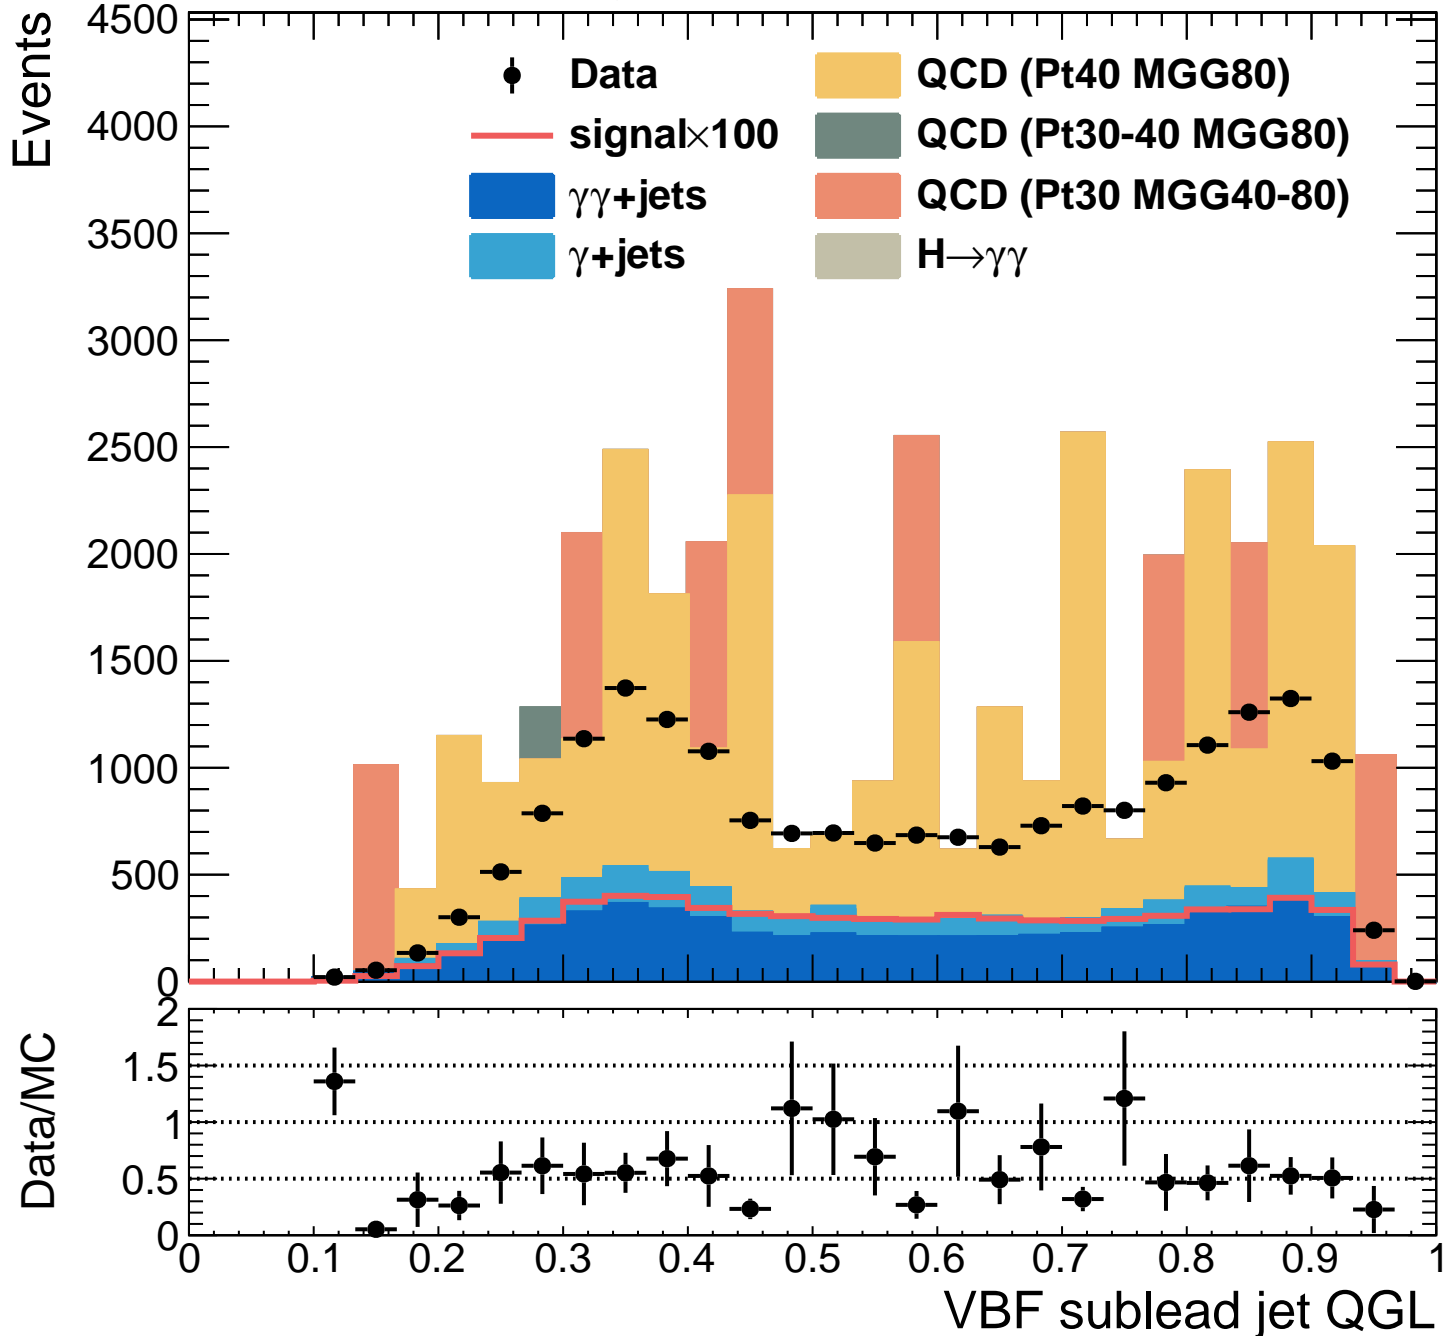 Events
4500
4000
3500
3000
2500
2000
1500
1000
500
0
Data
signal×100
γγ+jets
γ+jets
QCD (Pt40 MGG80)
QCD (Pt30-40 MGG80)
QCD (Pt30 MGG40-80)
H→γγ
Data/MC
2
1.5
1
0.5
0
0 0.1 0.2 0.3 0.4 0.5 0.6 0.7 0.8 0.9 1
VBF sublead jet QGL